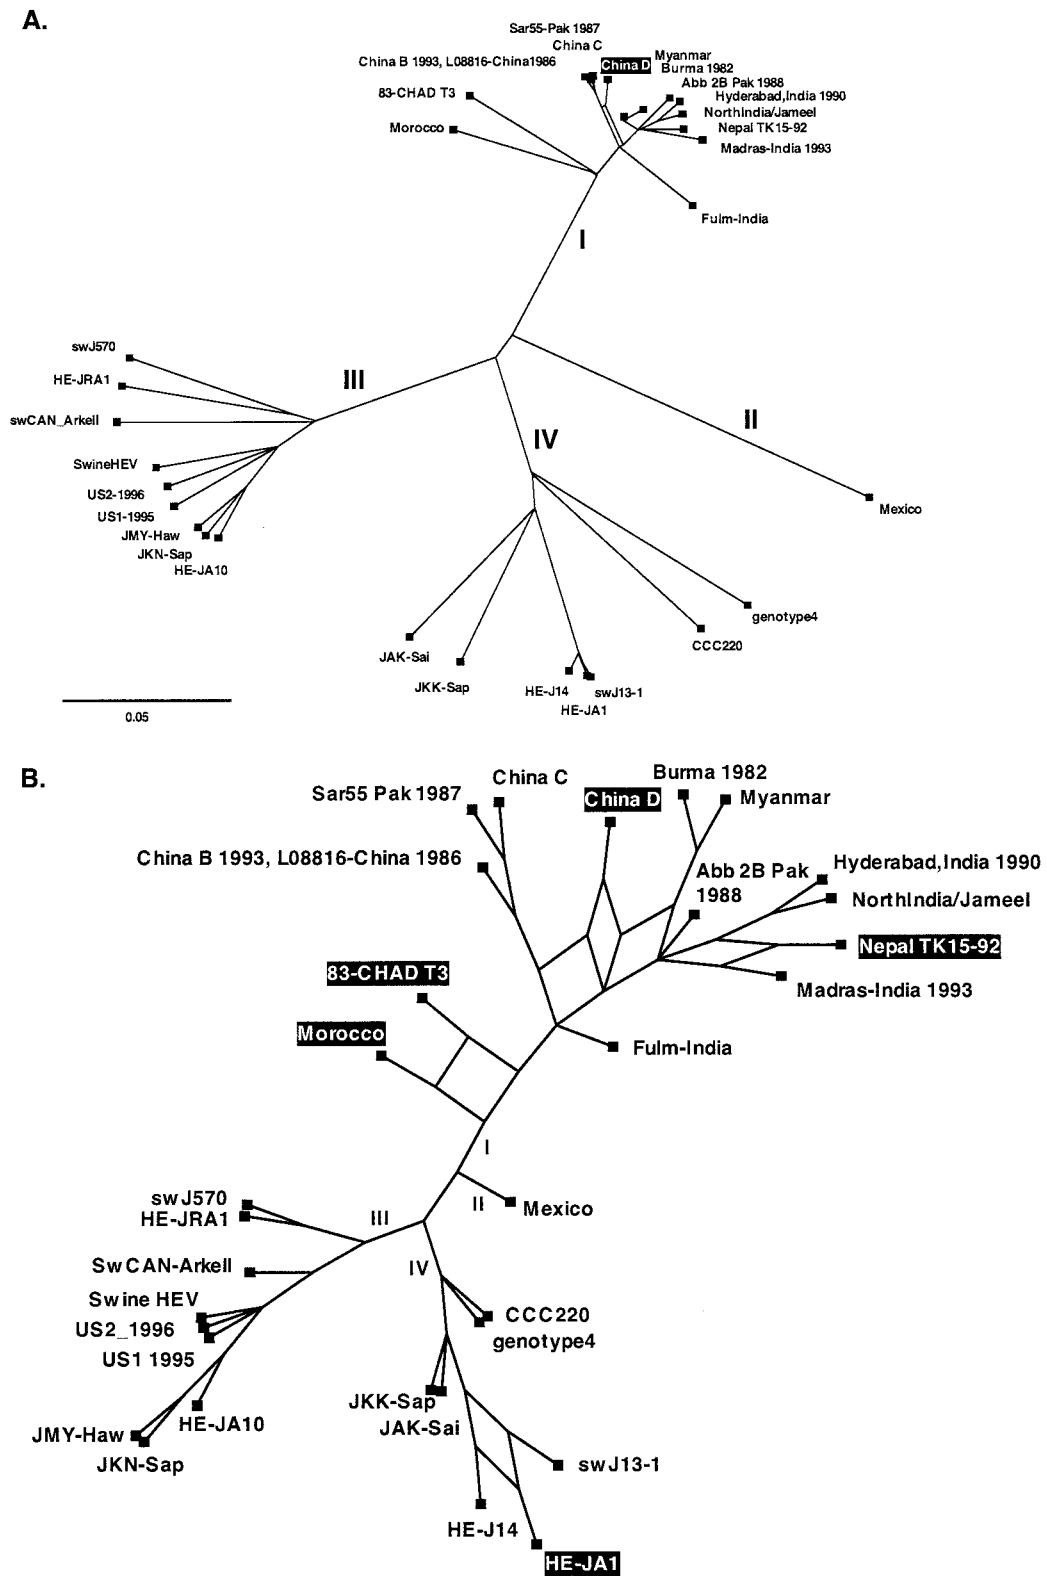 A.
Sar55-Pak 1987
China C
China B 1993, L08816-China1986
China D
Myanmar
Burma 1982
Abb 2B Pak 1988
83-CHAD T3
Hyderabad,India 1990
NorthIndia/Jameel
Morocco
Nepal TK15-92
Madras-India 1993
Fulm-India
I
swJ570
HE-JRA1
III
swCAN_Arkell
II
IV
SwineHEV
US2-1996
US1-1995
Mexico
JMY-Haw
JKN-Sap
HE-JA10
genotype4
CCC220
JAK-Sai
JKK-Sap
HE-J14
swJ13-1
HE-JA1
0.05
B.
Burma 1982
China C
Sar55 Pak 1987
China D
Myanmar
China B 1993, L08816-China 1986
Hyderabad,India 1990
Abb 2B Pak
1988
NorthIndia/Jameel
Nepal TK15-92
83-CHAD T3
Madras-India 1993
Morocco
Fulm-India
I
swJ570
II
Mexico
HE-JRA1
III
SwCAN-Arkell
IV
Swine HEV
CCC220
US2_1996
genotype4
US1 1995
JKK-Sap
HE-JA10
JAK-Sai
JMY-Haw
JKN-Sap
swJ13-1
HE-J14
HE-JA1